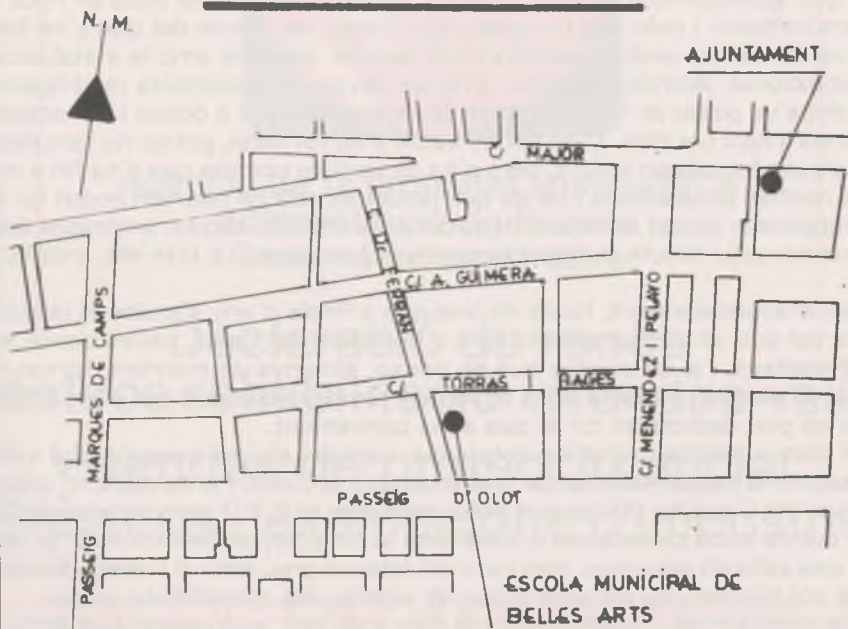 N. M.
AJUNTAMENT
C/ MAJOR
C/ A. GUIMERA
MARQUES DE CAMPS
C/ TORRAS I BAGES
C/ MENENDEZ PELAYO
PASSEIG D'OLOT
PASSEIG
ESCOLA MUNICIPAL DE
BELLES ARTS